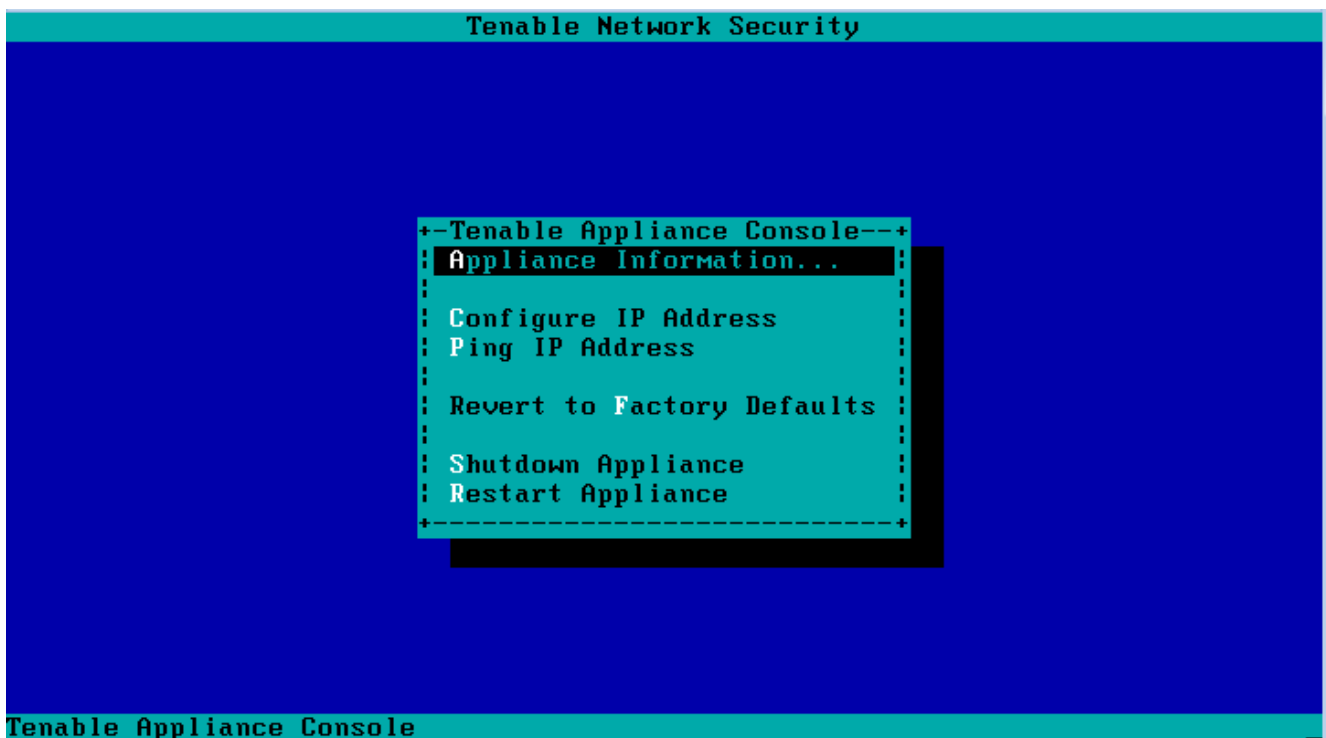 Tenable Network Security
Tenable Appliance Console
Appliance Information...
Configure IP Address
Ping IP Address
Revert to Factory Defaults
Shutdown Appliance
Restart Appliance
Tenable Appliance Console